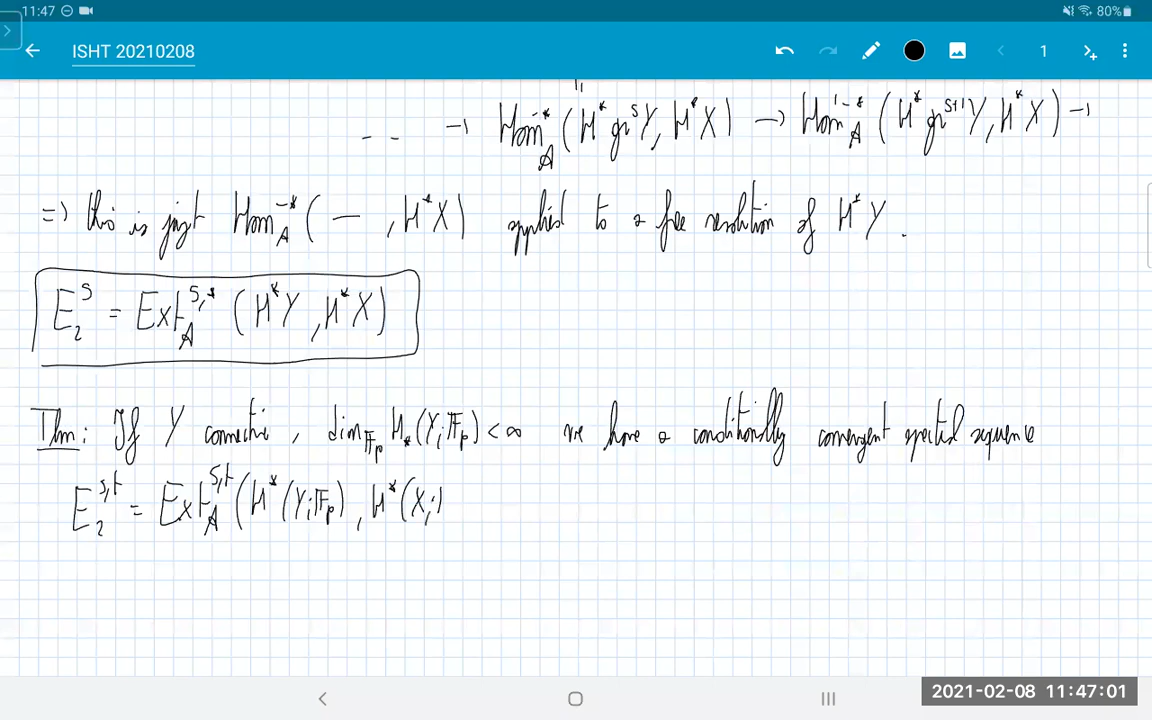 11:47
80%
ISHT 20210208
1
-- → Hom_A^{-*}(H^* gr^s Y, H^*X) → Hom_A^{1-*}(H^* gr^{s+1} Y, H^*X) →
=> this is just Hom_A^{-*}( — , H^*X) applied to a free resolution of H^*Y.
E_2^s = Ext_A^{s,*}(H^*Y, H^*X)
Thm: If Y connective, dim_{F_p} H_*(Y; F_p) < ∞ we have a conditionally convergent spectral sequence
E_2^{s,t} = Ext_A^{s,t}(H^*(Y; F_p), H^*(X;
2021-02-08 11:47:01